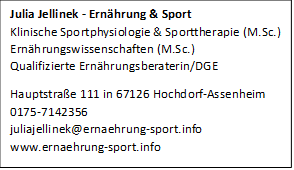 Julia Jellinek - Ernährung & Sport
Klinische Sportphysiologie & Sporttherapie (M.Sc.)
Ernährungswissenschaften (M.Sc.)
Qualifizierte Ernährungsberaterin/DGE
Hauptstraße 111 in 67126 Hochdorf-Assenheim
0175-7142356
juliajellinek@ernaehrung-sport.info
www.ernaehrung-sport.info